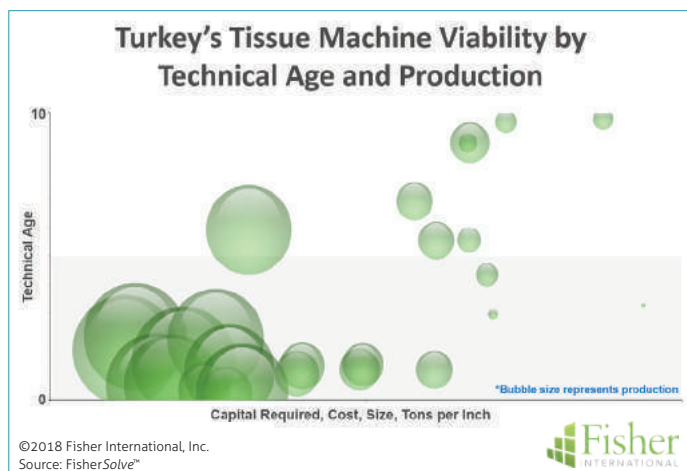 Turkey's Tissue Machine Viability by
Technical Age and Production
10
Technical Age
0
*Bubble size represents production
Capital Required, Cost, Size, Tons per Inch
©2018 Fisher International, Inc.
Source: FisherSolve™
Fisher
INTERNATIONAL